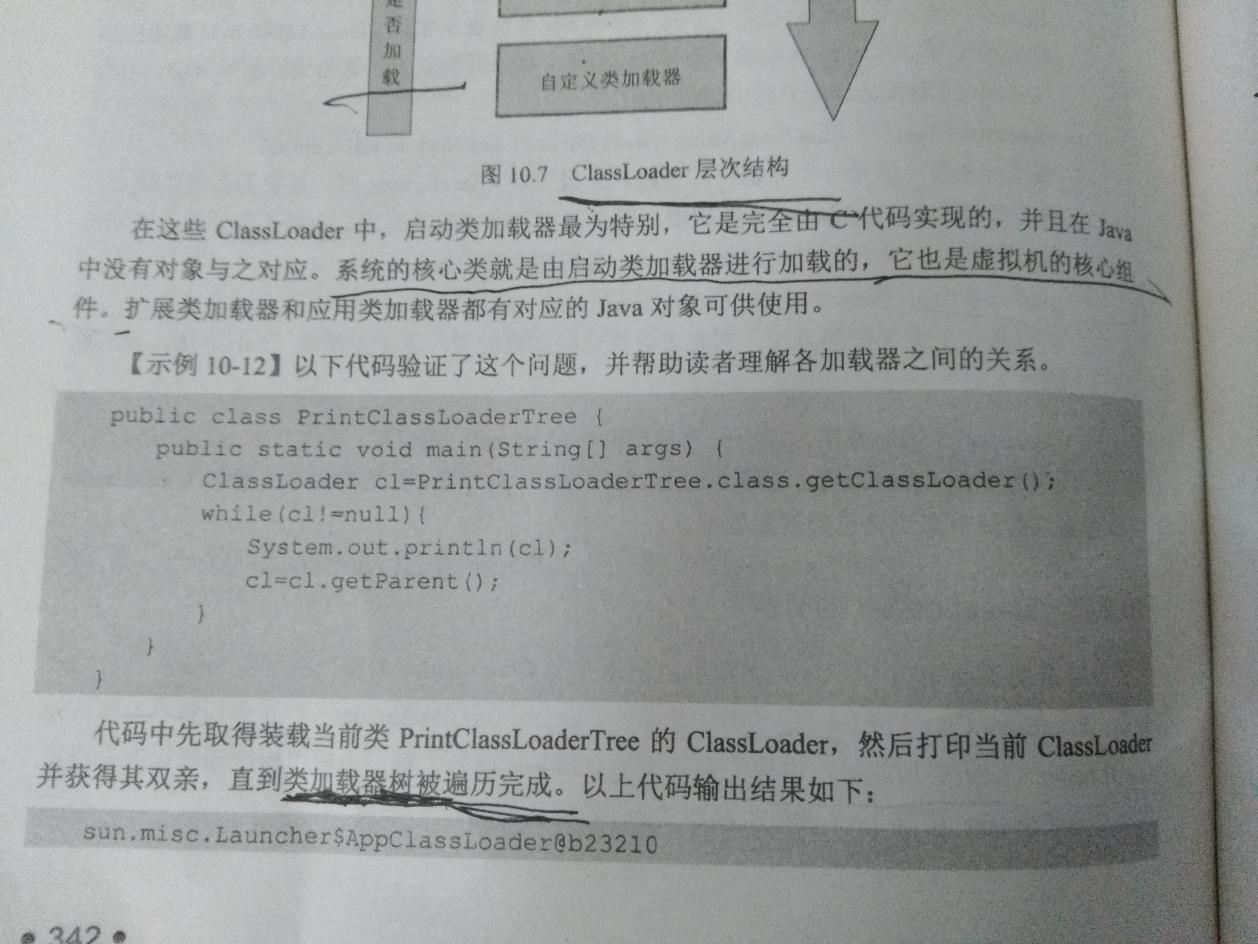 是
否
加
载
自定义类加载器
图 10.7 ClassLoader 层次结构
在这些 ClassLoader 中，启动类加载器最为特别，它是完全由 C 代码实现的，并且在 Java
中没有对象与之对应。系统的核心类就是由启动类加载器进行加载的，它也是虚拟机的核心组
件。扩展类加载器和应用类加载器都有对应的 Java 对象可供使用。
【示例 10-12】以下代码验证了这个问题，并帮助读者理解各加载器之间的关系。
public class PrintClassLoaderTree {
public static void main(String[] args) {
ClassLoader cl=PrintClassLoaderTree.class.getClassLoader();
while(cl!=null){
System.out.println(cl);
cl=cl.getParent();
}
}
}
代码中先取得装载当前类 PrintClassLoaderTree 的 ClassLoader，然后打印当前 ClassLoader
并获得其双亲，直到类加载器树被遍历完成。以上代码输出结果如下：
sun.misc.Launcher$AppClassLoader@b23210
• 342 •